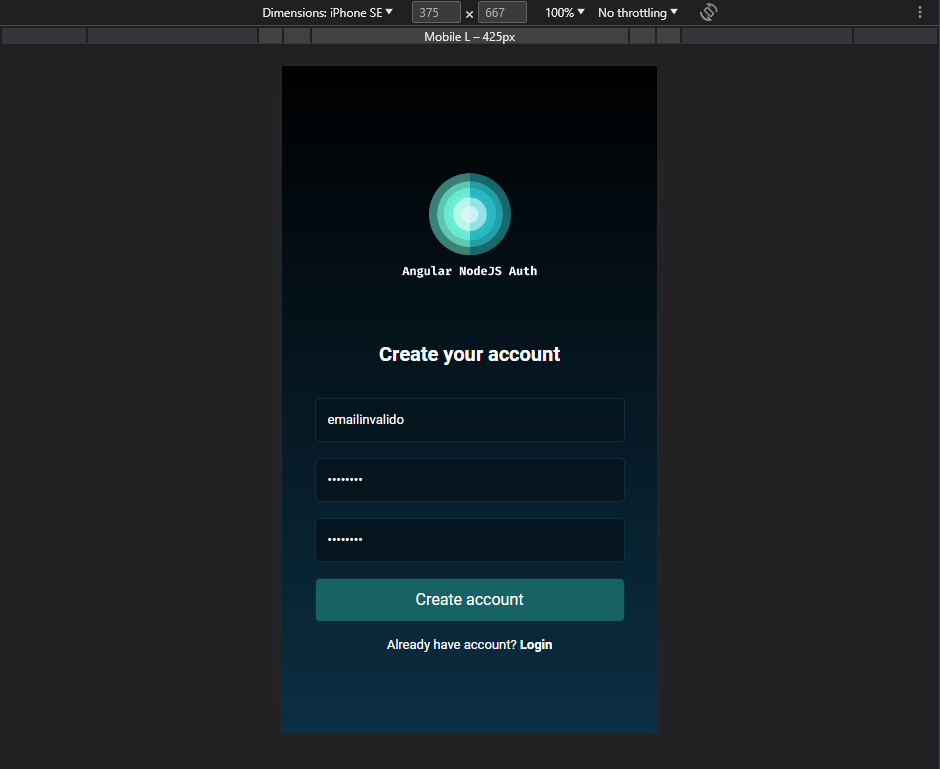 Dimensions: iPhone SE ▼ 375 × 667 100% ▼ No throttling ▼
Mobile L – 425px
Angular NodeJS Auth
Create your account
emailinvalido
••••••••
••••••••
Create account
Already have account? Login